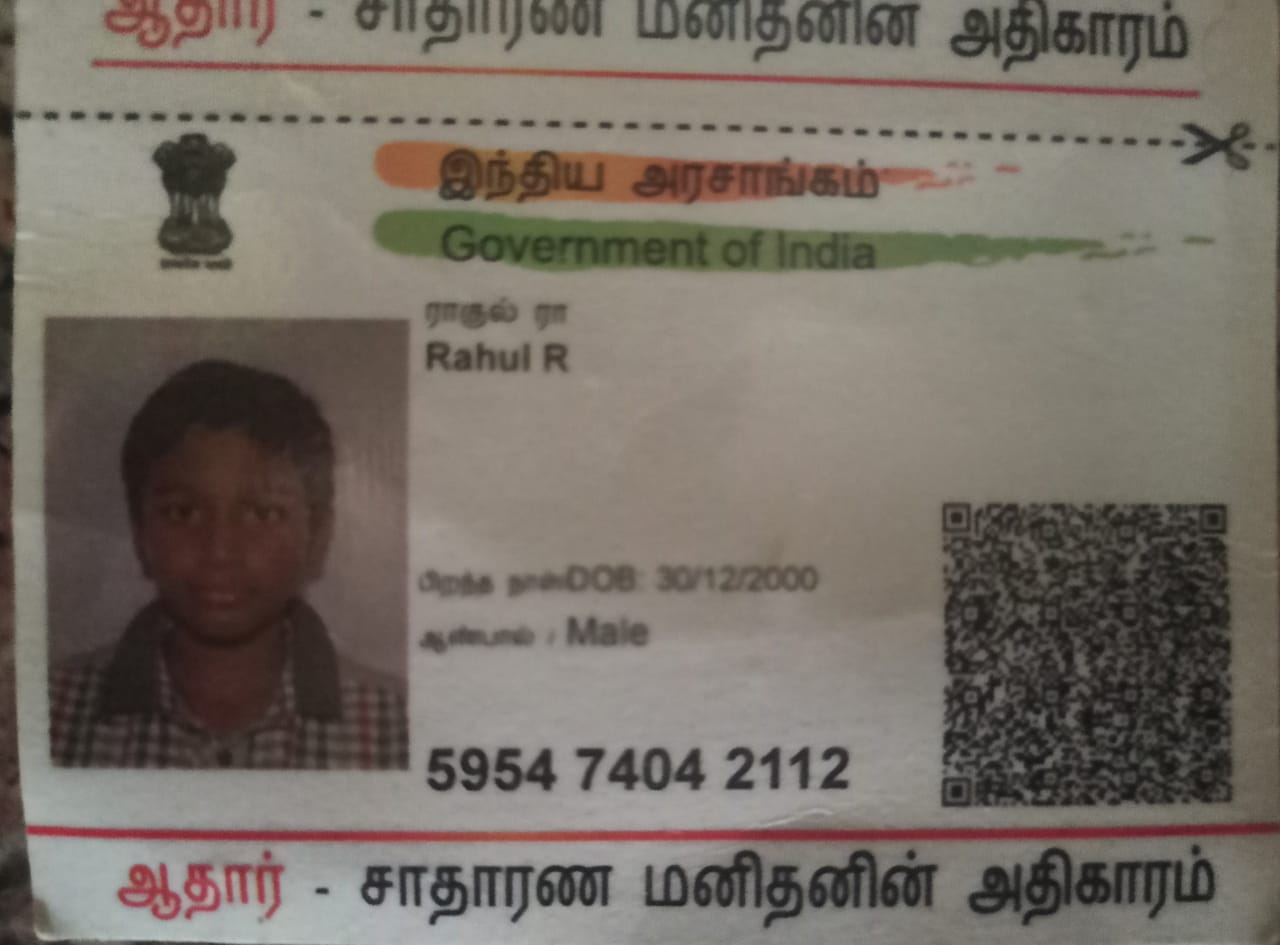 ஆதார் - சாதாரண மனிதனின் அதிகாரம்
இந்திய அரசாங்கம்
Government of India
ராகுல் ரா
Rahul R
பிறந்த நாள்DOB: 30/12/2000
ஆண்பால் / Male
5954 7404 2112
ஆதார் - சாதாரண மனிதனின் அதிகாரம்